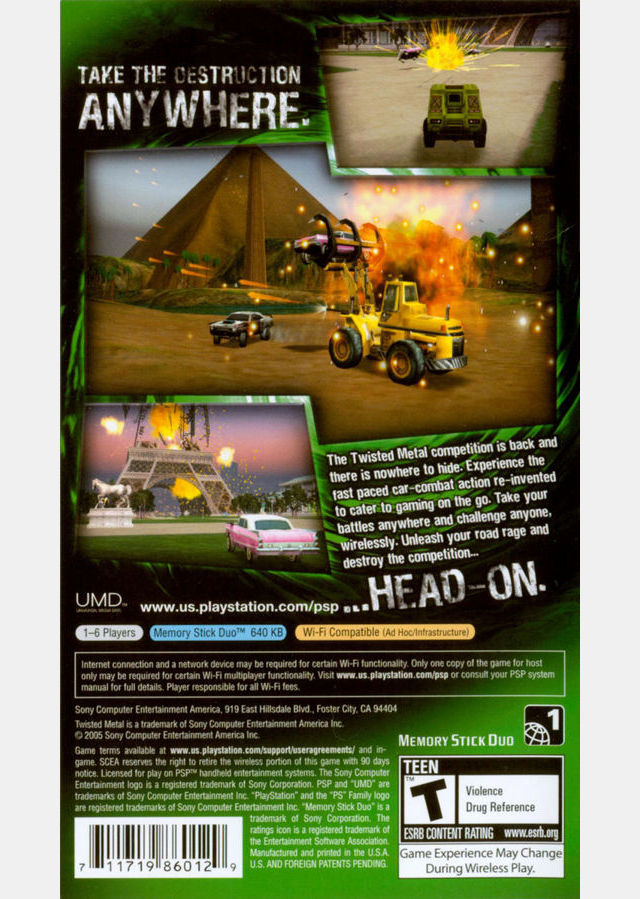 TAKE THE DESTRUCTION
ANYWHERE.
The Twisted Metal competition is back and
there is nowhere to hide. Experience the
fast paced car-combat action re-invented
to cater to gaming on the go. Take your
battles anywhere and challenge anyone,
wirelessly. Unleash your road rage and
destroy the competition...
...HEAD-ON.
UMD™
www.us.playstation.com/psp
1–6 Players
Memory Stick Duo™ 640 KB
Wi-Fi Compatible (Ad Hoc/Infrastructure)
Internet connection and a network device may be required for certain Wi-Fi functionality. Only one copy of the game for host
only may be required for certain Wi-Fi multiplayer functionality. Visit www.us.playstation.com/psp or consult your PSP system
manual for full details. Player responsible for all Wi-Fi fees.
Sony Computer Entertainment America, 919 East Hillsdale Blvd., Foster City, CA 94404
Twisted Metal is a trademark of Sony Computer Entertainment America Inc.
© 2005 Sony Computer Entertainment America Inc.
Game terms available at www.us.playstation.com/support/useragreements/ and in-
game. SCEA reserves the right to retire the wireless portion of this game with 90 days
notice. Licensed for play on PSP™ handheld entertainment systems. The Sony Computer
Entertainment logo is a registered trademark of Sony Corporation. PSP and "UMD" are
trademarks of Sony Computer Entertainment Inc. "PlayStation" and the "PS" Family logo
are registered trademarks of Sony Computer Entertainment Inc. "Memory Stick Duo" is a
trademark of Sony Corporation. The
ratings icon is a registered trademark of
the Entertainment Software Association.
Manufactured and printed in the U.S.A.
U.S. AND FOREIGN PATENTS PENDING.
7 11719 86012 9
MEMORY STICK DUO
1
TEEN
T™
Violence
Drug Reference
ESRB CONTENT RATING www.esrb.org
Game Experience May Change
During Wireless Play.